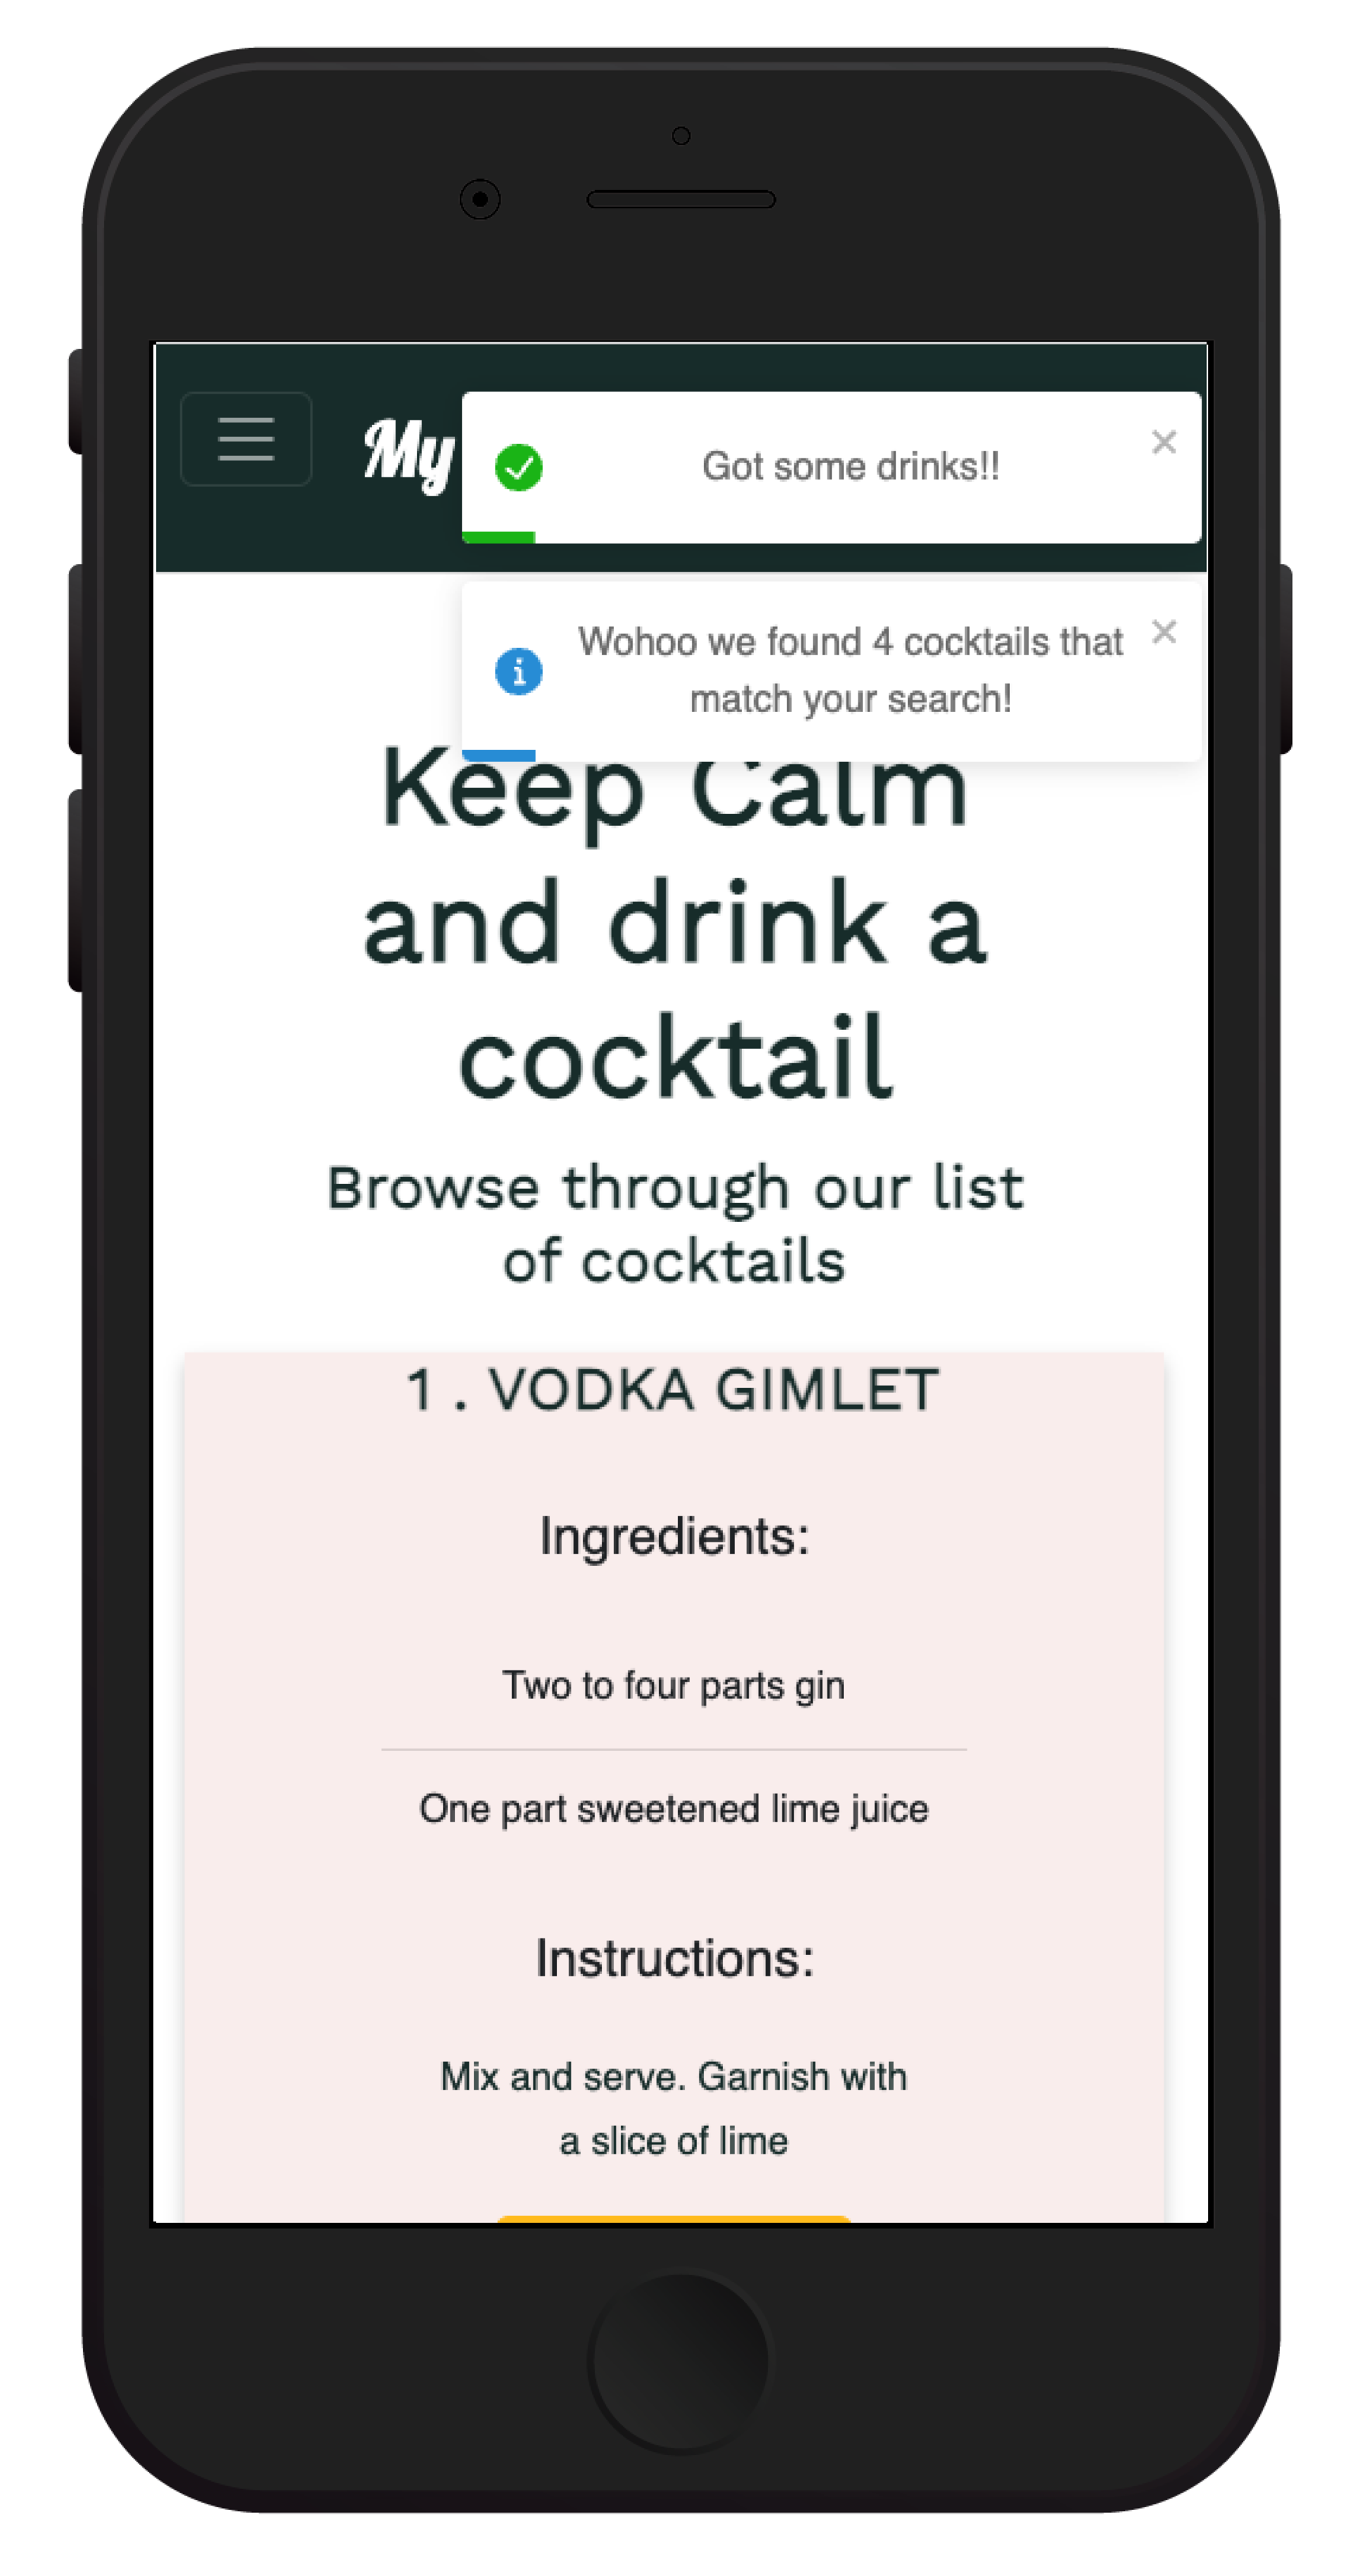 My
Got some drinks!!
Wohoo we found 4 cocktails that
match your search!
Keep Calm
and drink a
cocktail
Browse through our list
of cocktails
1 . VODKA GIMLET
Ingredients:
Two to four parts gin
One part sweetened lime juice
Instructions:
Mix and serve. Garnish with
a slice of lime